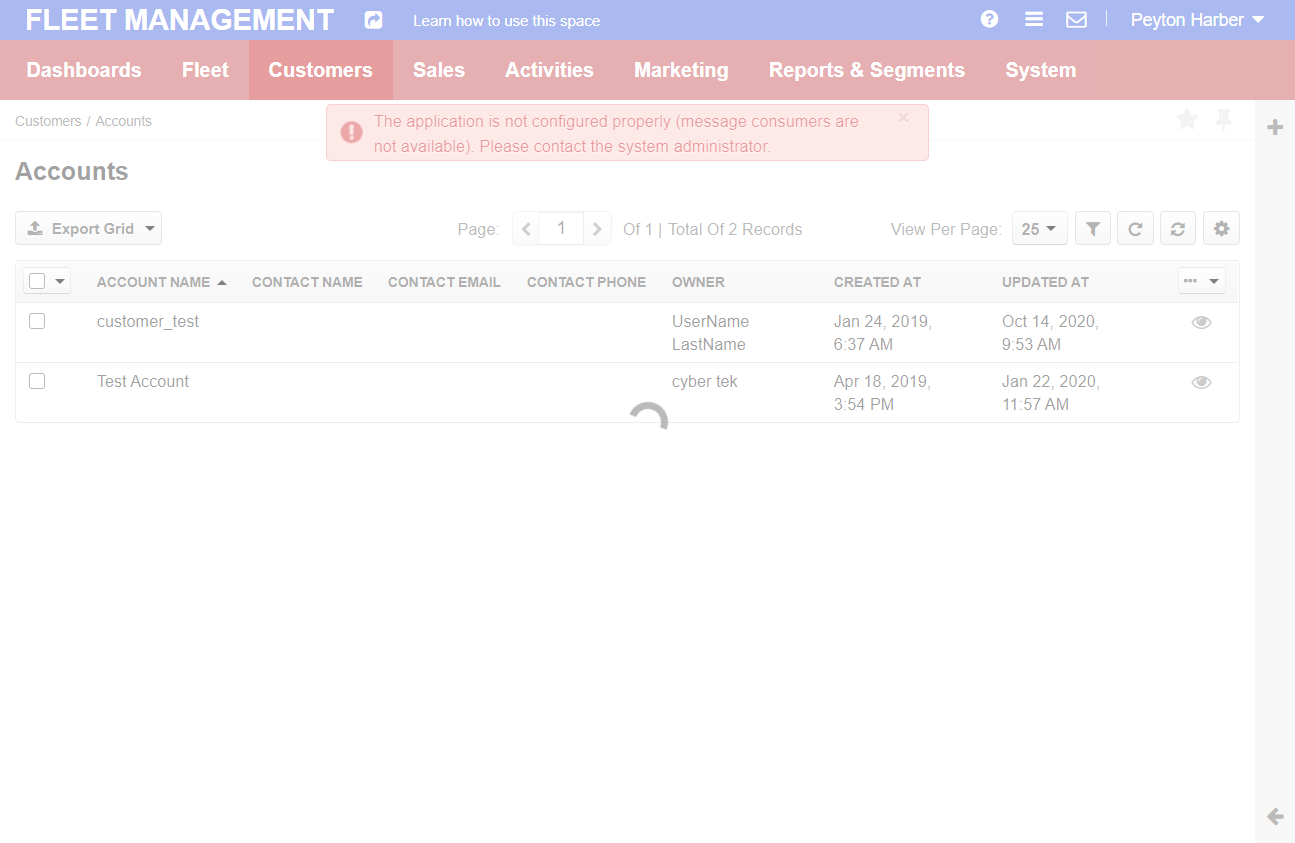 FLEET MANAGEMENT Learn how to use this space Peyton Harber
Dashboards Fleet Customers Sales Activities Marketing Reports & Segments System
Customers / Accounts
The application is not configured properly (message consumers are
not available). Please contact the system administrator.
×
Accounts
Export Grid Page: 1 Of 1 | Total Of 2 Records View Per Page: 25
ACCOUNT NAME CONTACT NAME CONTACT EMAIL CONTACT PHONE OWNER CREATED AT UPDATED AT
customer_test UserName Jan 24, 2019, Oct 14, 2020,
LastName 6:37 AM 9:53 AM
Test Account cyber tek Apr 18, 2019, Jan 22, 2020,
3:54 PM 11:57 AM